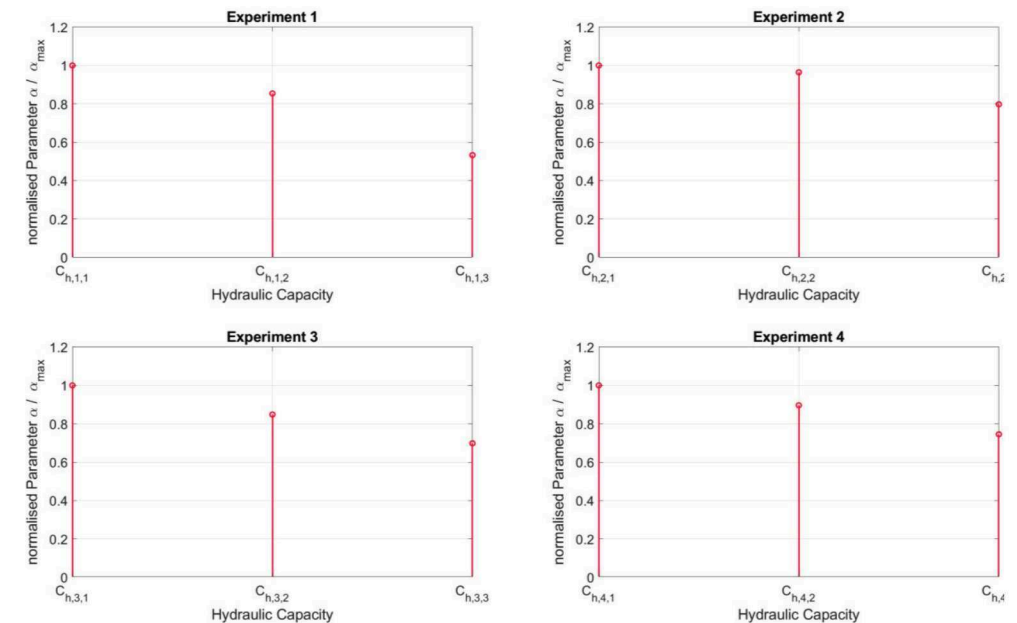 Experiment 1
normalised Parameter α / α_max
1.2
1
0.8
0.6
0.4
0.2
0
C_h,1,1 C_h,1,2 C_h,1,3
Hydraulic Capacity
Experiment 2
normalised Parameter α / α_max
1.2
1
0.8
0.6
0.4
0.2
0
C_h,2,1 C_h,2,2 C_h,2
Hydraulic Capacity
Experiment 3
normalised Parameter α / α_max
1.2
1
0.8
0.6
0.4
0.2
0
C_h,3,1 C_h,3,2 C_h,3,3
Hydraulic Capacity
Experiment 4
normalised Parameter α / α_max
1.2
1
0.8
0.6
0.4
0.2
0
C_h,4,1 C_h,4,2 C_h,4
Hydraulic Capacity